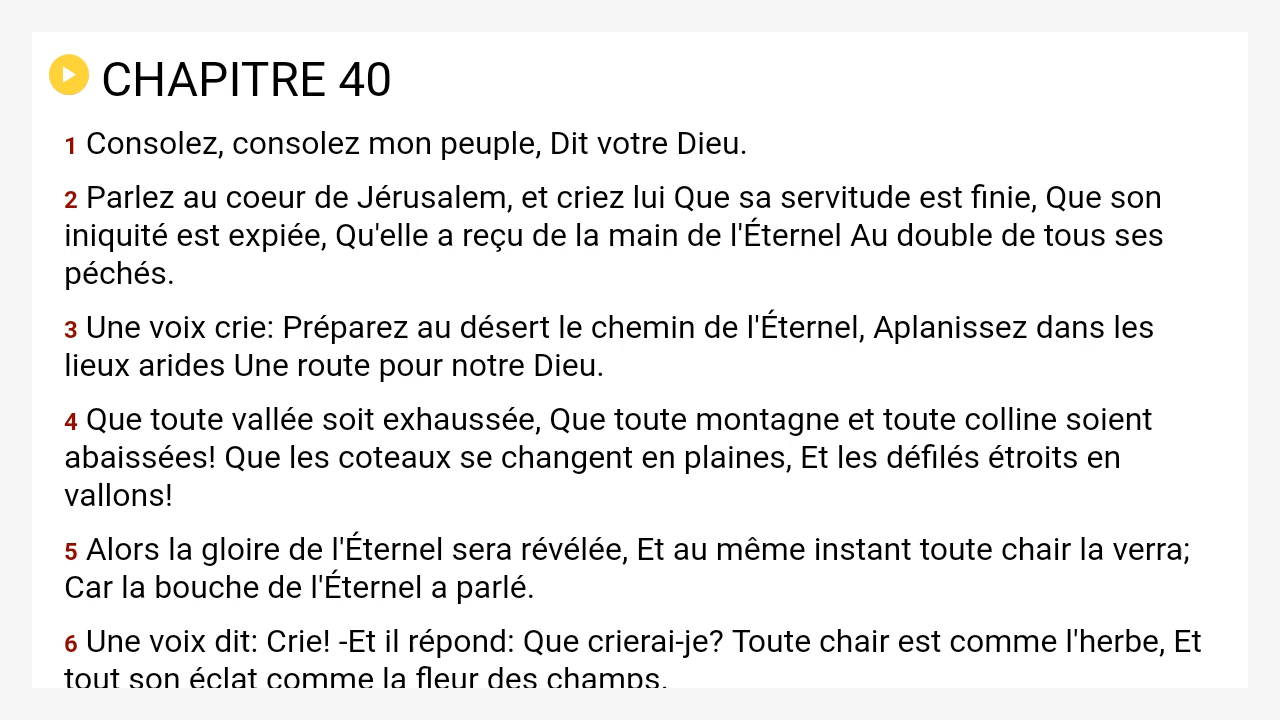 CHAPITRE 40
1 Consolez, consolez mon peuple, Dit votre Dieu.
2 Parlez au coeur de Jérusalem, et criez lui Que sa servitude est finie, Que son
iniquité est expiée, Qu'elle a reçu de la main de l'Éternel Au double de tous ses
péchés.
3 Une voix crie: Préparez au désert le chemin de l'Éternel, Aplanissez dans les
lieux arides Une route pour notre Dieu.
4 Que toute vallée soit exhaussée, Que toute montagne et toute colline soient
abaissées! Que les coteaux se changent en plaines, Et les défilés étroits en
vallons!
5 Alors la gloire de l'Éternel sera révélée, Et au même instant toute chair la verra;
Car la bouche de l'Éternel a parlé.
6 Une voix dit: Crie! -Et il répond: Que crierai-je? Toute chair est comme l'herbe, Et
tout son éclat comme la fleur des champs.